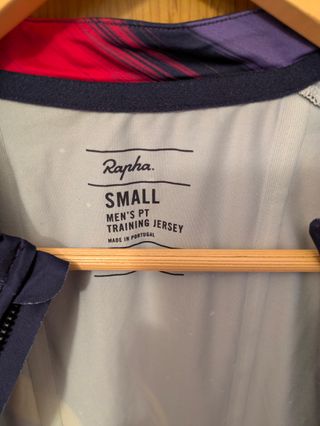 Rapha.
SMALL
MEN'S PT
TRAINING JERSEY
MADE IN PORTUGAL